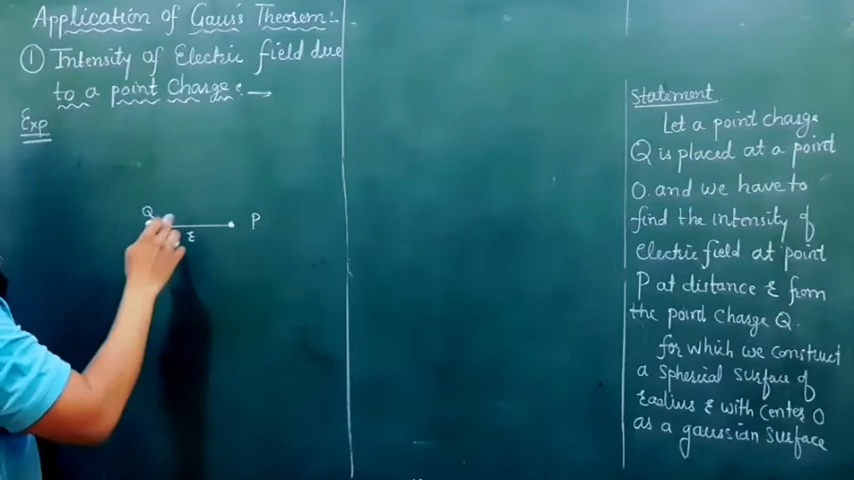 Application of Gauss Theorem:-
① Intensity of Electric field due
to a point charge : →
Exp
Q
P
r
Statement
Let a point charge
Q is placed at a point
O. and we have to
find the intensity of
electric field at point
P at distance r from
the point charge Q.
for which we construct
a spherical surface of
radius r with center O
as a gaussian surface